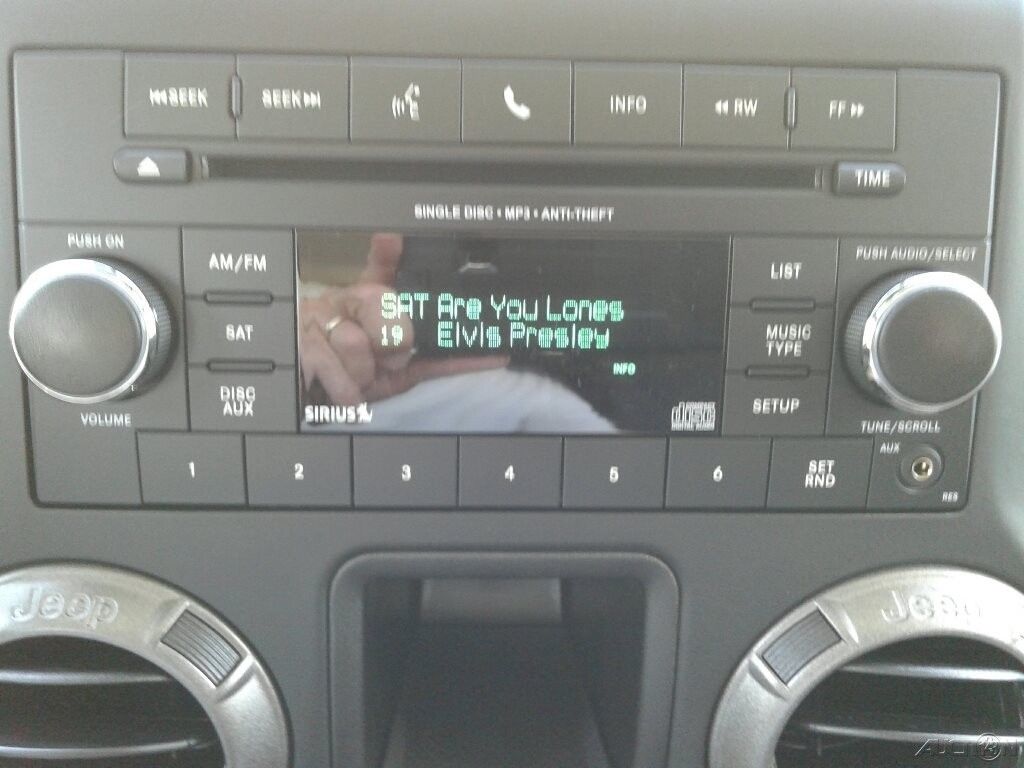 SEEK
SEEK
INFO
RW
FF
TIME
SINGLE DISC • MP3 • ANTI-THEFT
PUSH ON
AM/FM
SAT
DISC
AUX
VOLUME
SAT Are You Lones
19 Elvis Presley
INFO
SIRIUS
LIST
MUSIC
TYPE
SETUP
PUSH AUDIO/SELECT
TUNE/SCROLL
1
2
3
4
5
6
SET
RND
AUX
RES
Jeep
Jeep